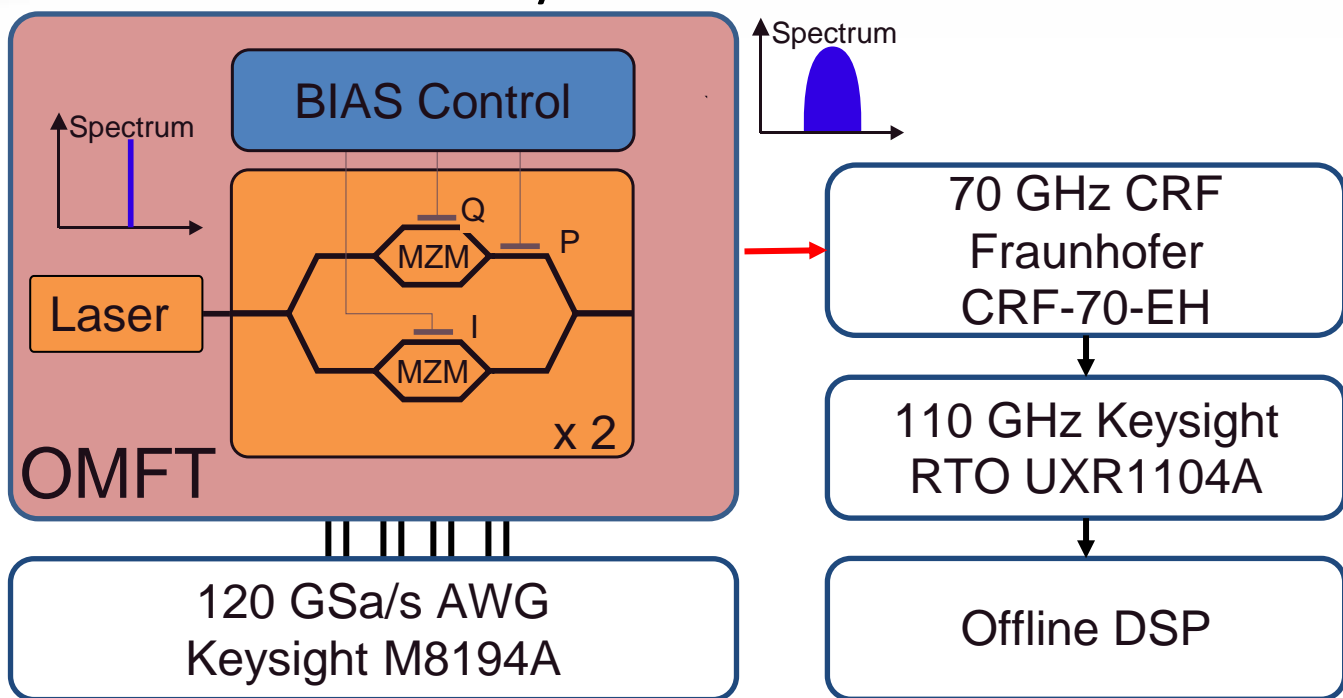 Spectrum
BIAS Control
Spectrum
Q
MZM
P
Laser
I
MZM
x 2
OMFT
120 GSa/s AWG
Keysight M8194A
70 GHz CRF
Fraunhofer
CRF-70-EH
110 GHz Keysight
RTO UXR1104A
Offline DSP